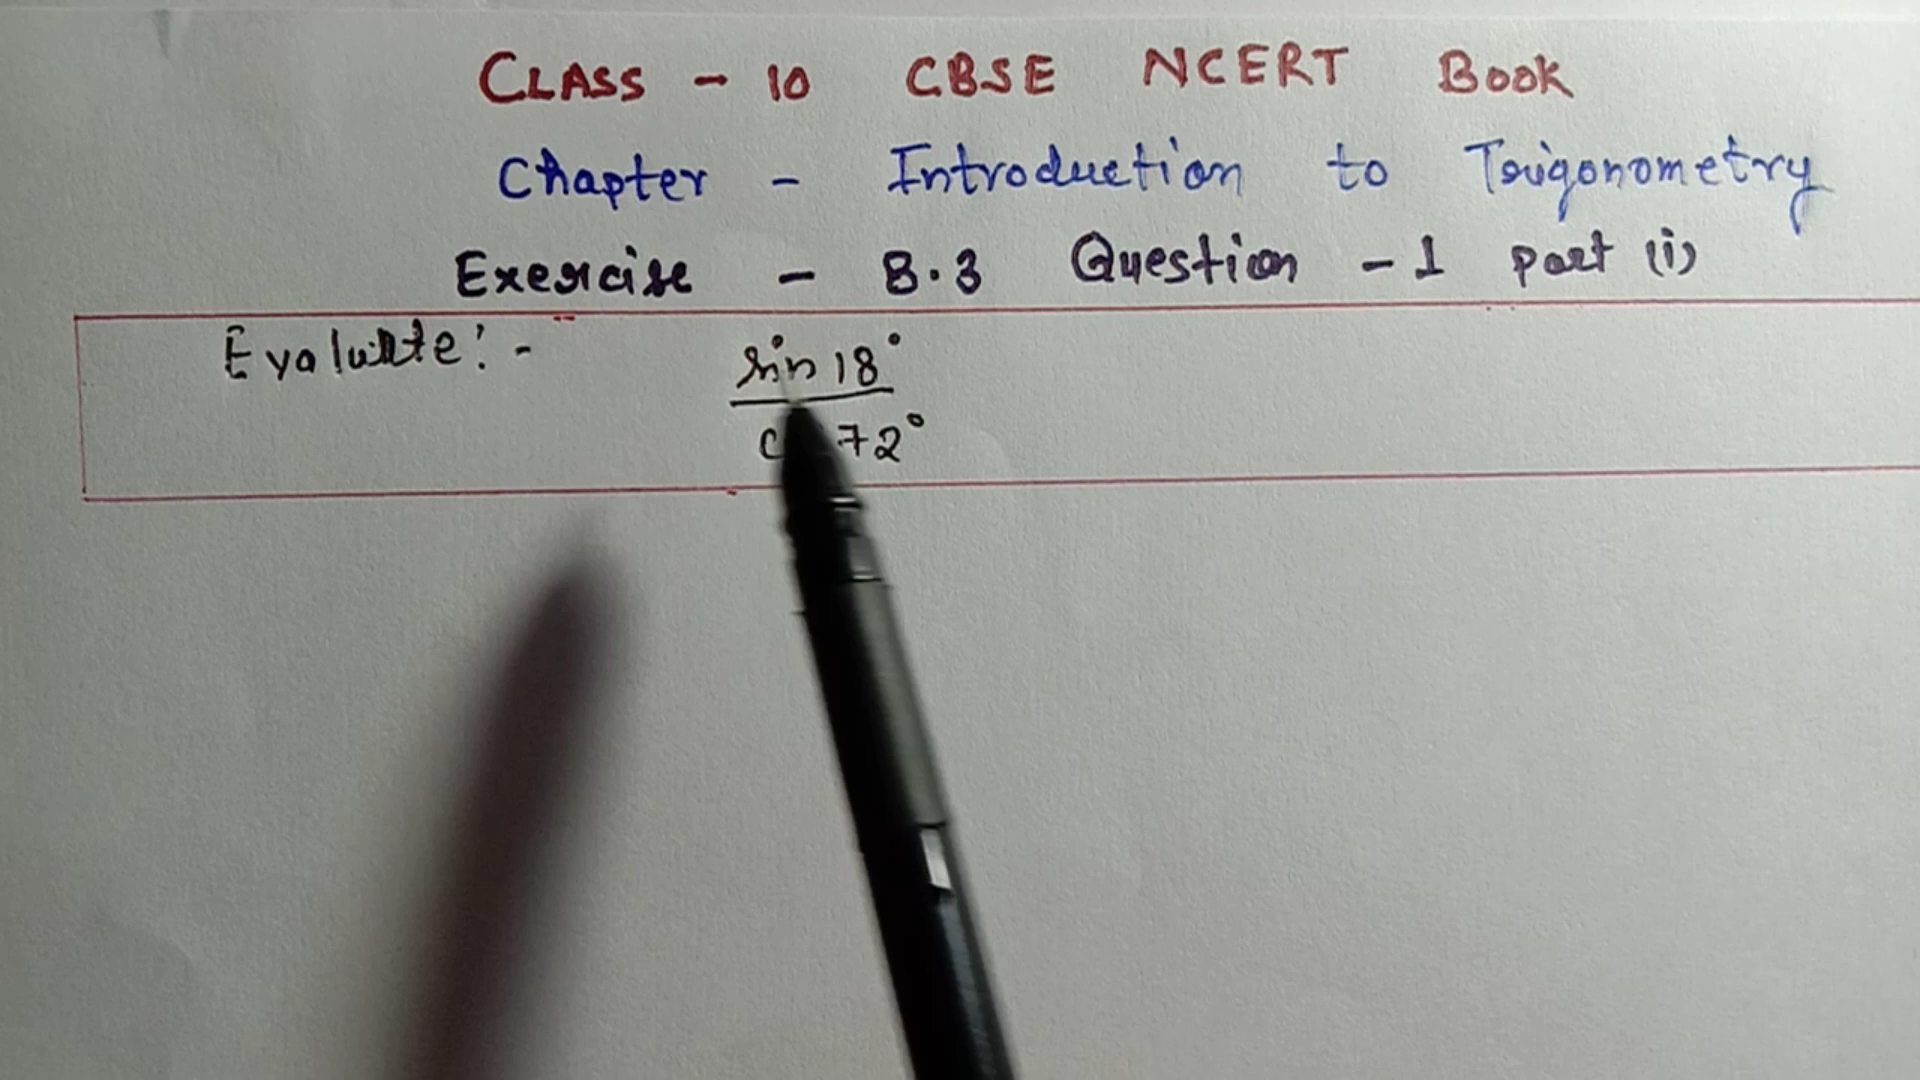 CLASS - 10 CBSE NCERT Book
Chapter - Introduction to Trigonometry
Exercise - 8.3 Question - 1 part (i)
Evaluate:- sin 18°
72°